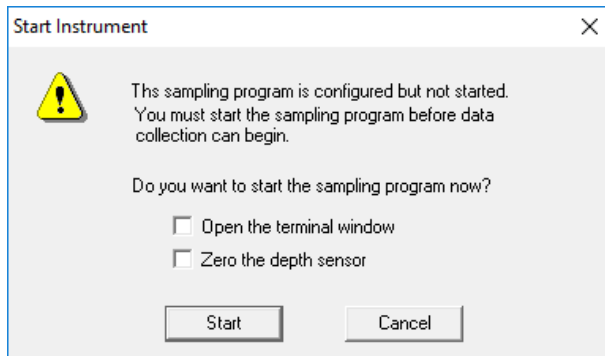 Start Instrument
Ths sampling program is configured but not started.
You must start the sampling program before data
collection can begin.
Do you want to start the sampling program now?
Open the terminal window
Zero the depth sensor
Start Cancel